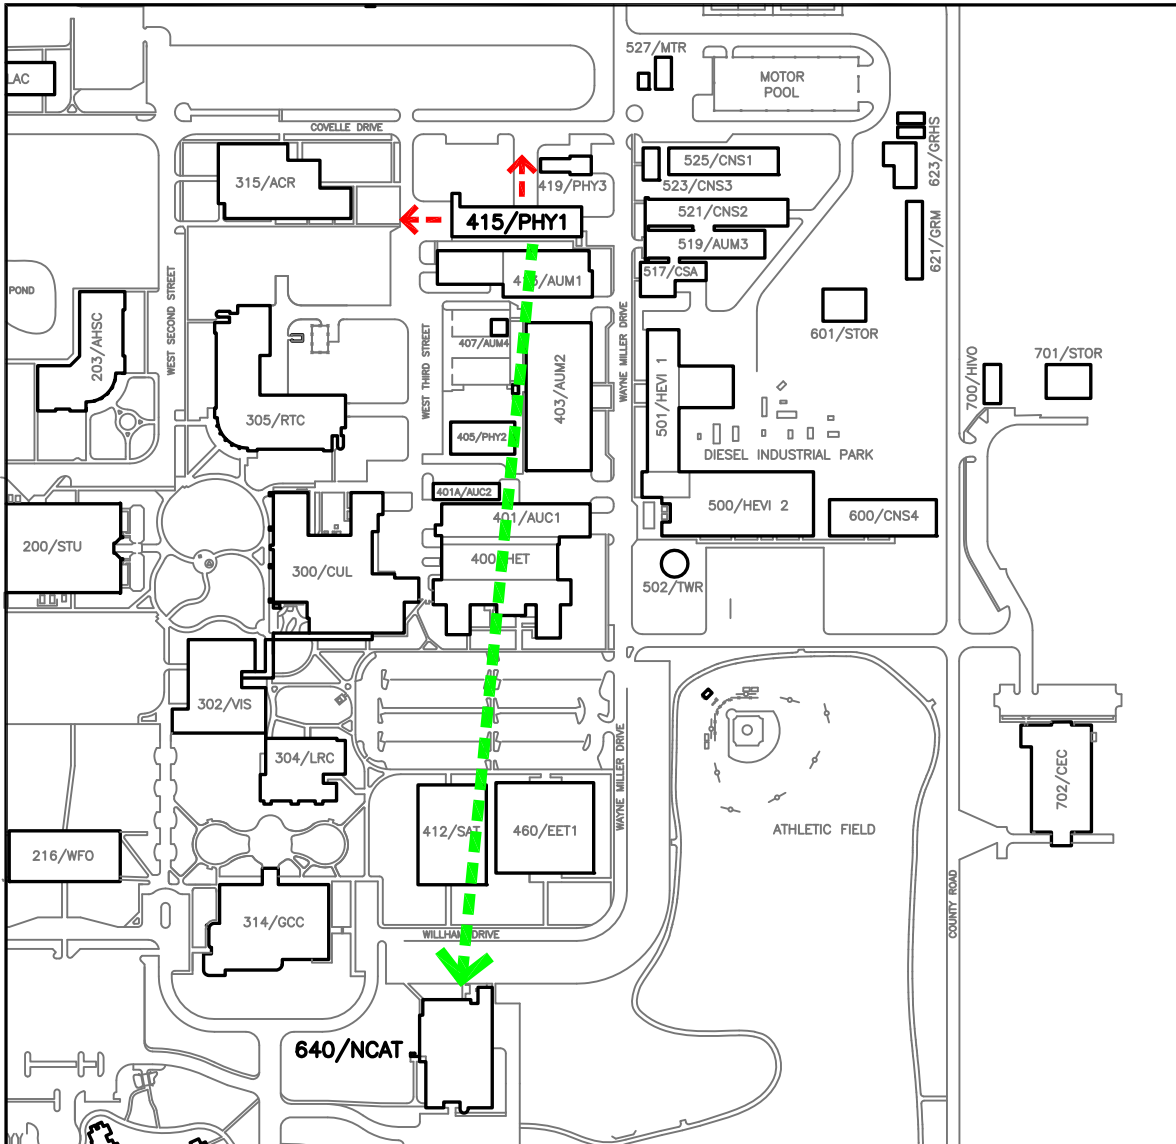 527/MTR
LAC
MOTOR
POOL
COVELLE DRIVE
623/GRHS
525/CNS1
315/ACR
419/PHY3
523/CNS3
415/PHY1
521/CNS2
519/AUM3
621/GRM
517/CSA
413/AUM1
POND
WEST SECOND STREET
203/AHSC
601/STOR
WAYNE MILLER DRIVE
407/AUM4
WEST THIRD STREET
403/AUM2
501/HEVI 1
700/HIVO
701/STOR
305/RTC
405/PHY2
DIESEL INDUSTRIAL PARK
401A/AUC2
500/HEVI 2
600/CNS4
401/AUC1
200/STU
300/CUL
400/HET
502/TWR
302/VIS
304/LRC
WAYNE MILLER DRIVE
702/CEC
412/SAT
460/EET1
ATHLETIC FIELD
216/WFO
314/GCC
WILLHAM DRIVE
COUNTY ROAD
640/NCAT